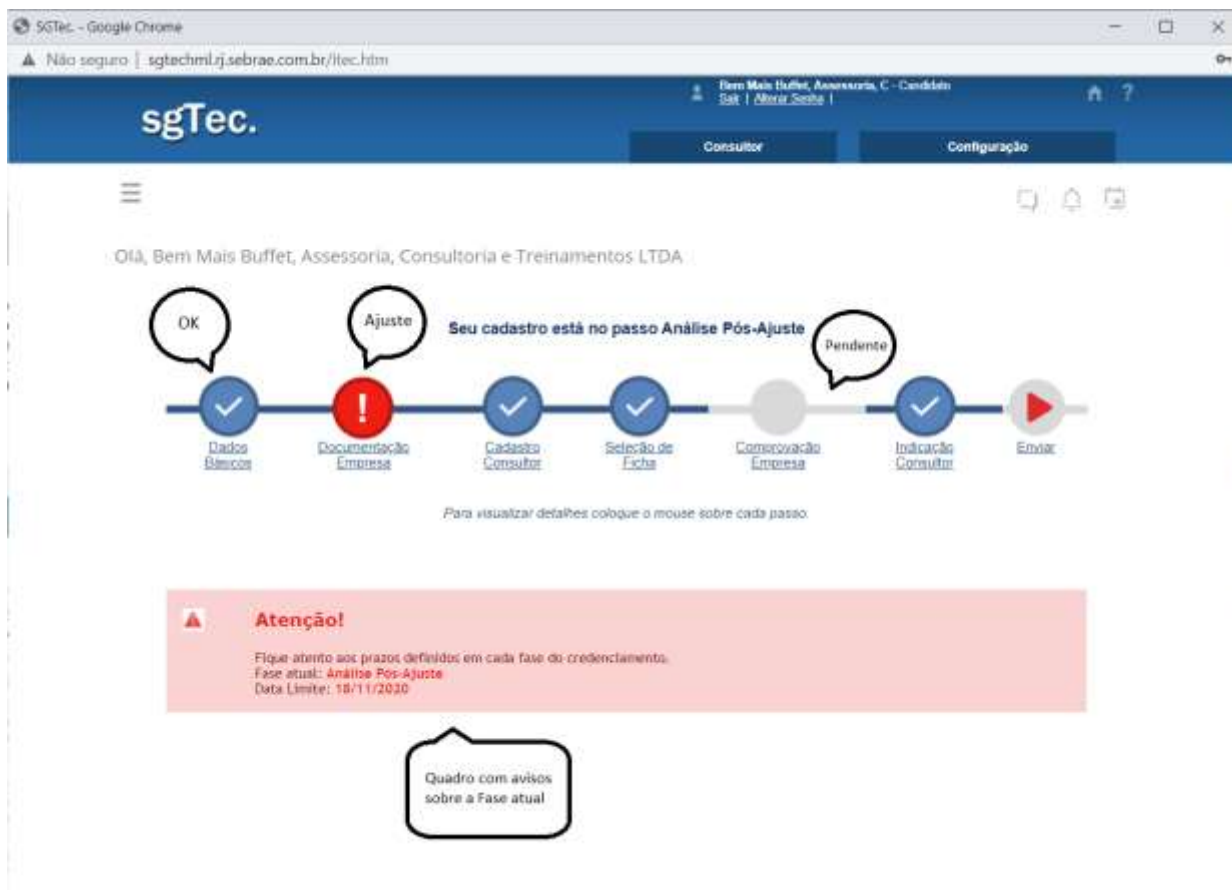 SGTec. - Google Chrome
Não seguro | sgtechml.rj.sebrae.com.br/itec.htm
Bem Mais Buffet, Assessoria, C - Candidato
Sair | Alterar Senha |
?
sgTec.
Consultor
Configuração
Olá, Bem Mais Buffet, Assessoria, Consultoria e Treinamentos LTDA
OK
Ajuste
Seu cadastro está no passo Análise Pós-Ajuste
Pendente
!
Dados
Básicos
Documentação
Empresa
Cadastro
Consultor
Seleção de
Ficha
Comprovação
Empresa
Indicação
Consultor
Enviar
Para visualizar detalhes coloque o mouse sobre cada passo.
Atenção!
Fique atento aos prazos definidos em cada fase do credenciamento.
Fase atual: Análise Pós-Ajuste
Data Limite: 18/11/2020
Quadro com avisos
sobre a Fase atual